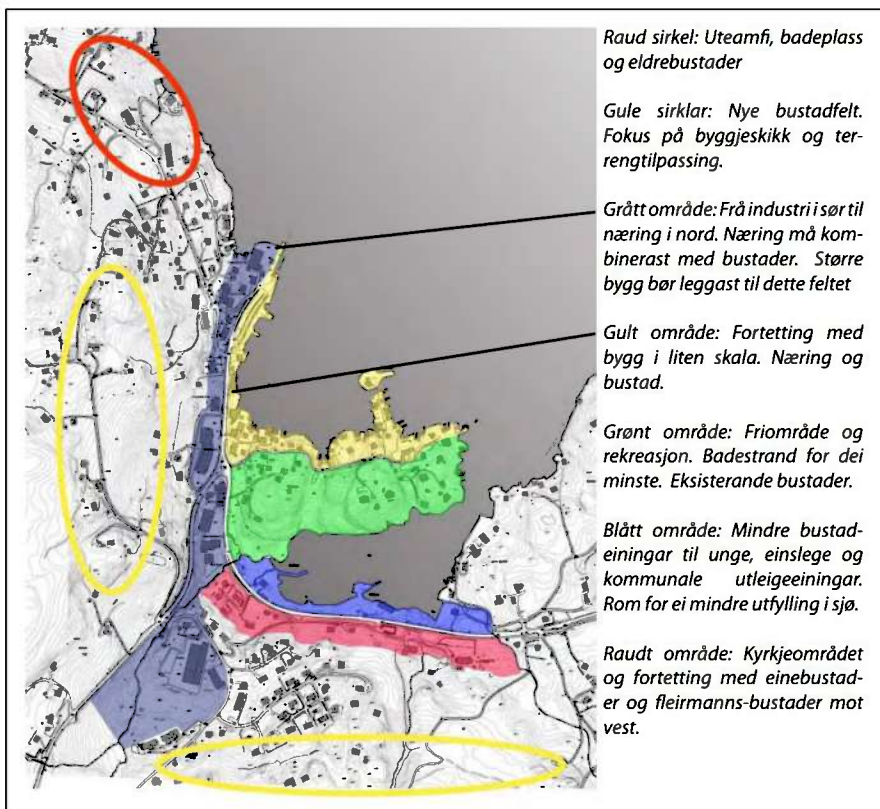 Raud sirkel: Uteamfi, badeplass
og eldrebustader
Gule sirklar: Nye bustadfelt.
Fokus på byggjeskikk og ter-
rengtilpassing.
Grått område: Frå industri i sør til
næring i nord. Næring må kom-
binerast med bustader. Større
bygg bør leggast til dette feltet
Gult område: Fortetting med
bygg i liten skala. Næring og
bustad.
Grønt område: Friområde og
rekreasjon. Badestrand for dei
minste. Eksisterande bustader.
Blått område: Mindre bustad-
einingar til unge, einslege og
kommunale utleigeeiningar.
Rom for ei mindre utfylling i sjø.
Raudt område: Kyrkjeområdet
og fortetting med einebustad-
er og fleirmanns-bustader mot
vest.